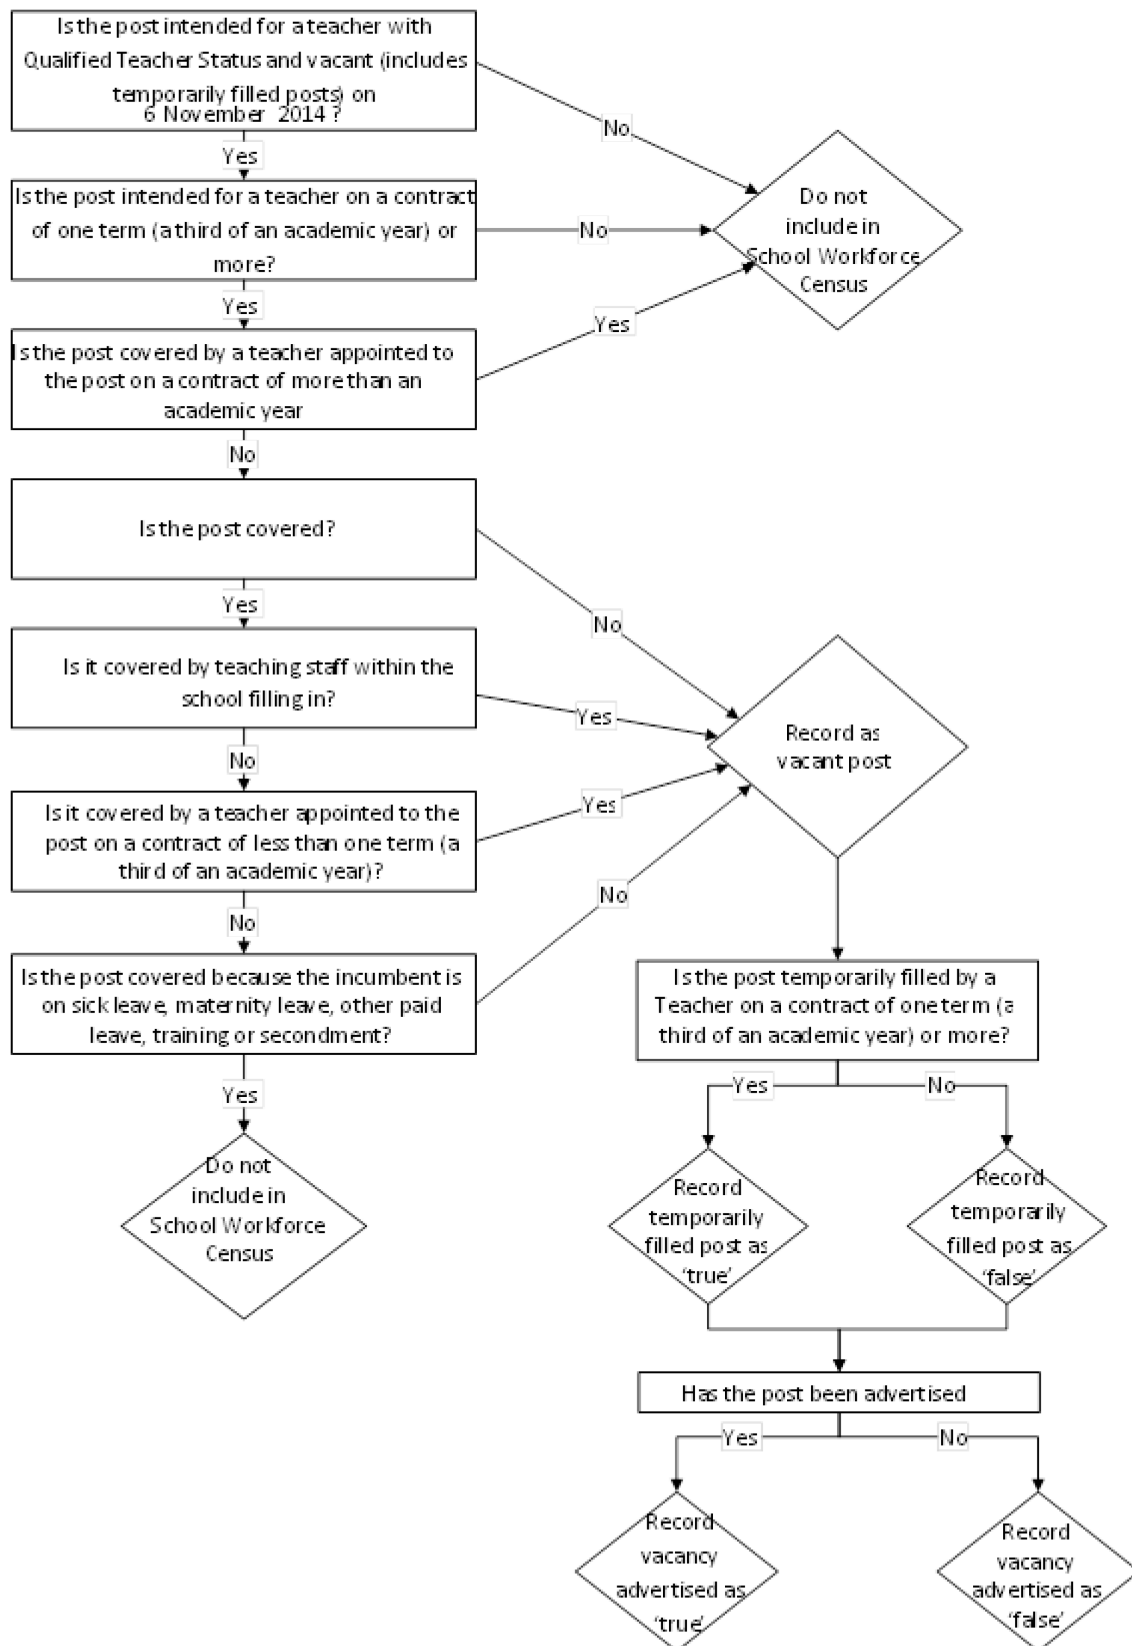 Is the post intended for a teacher with
Qualified Teacher Status and vacant (includes
temporarily filled posts) on
6 November 2014 ?
No
Yes
Do not
include in
School Workforce
Census
Is the post intended for a teacher on a contract
of one term (a third of an academic year) or
more?
No
Yes
Is the post covered by a teacher appointed to
the post on a contract of more than an
academic year
Yes
No
Is the post covered?
No
Yes
Is it covered by teaching staff within the
school filling in?
Yes
No
Record as
vacant post
Is it covered by a teacher appointed to the
post on a contract of less than one term (a
third of an academic year)?
Yes
No
Is the post covered because the incumbent is
on sick leave, maternity leave, other paid
leave, training or secondment?
No
Yes
Do not
include in
School Workforce
Census
Is the post temporarily filled by a
Teacher on a contract of one term (a
third of an academic year) or more?
Yes
No
Record
temporarily
filled post as
‘true’
Record
temporarily
filled post as
‘false’
Has the post been advertised
Yes
No
Record
vacancy
advertised as
‘true’
Record
vacancy
advertised as
‘false’